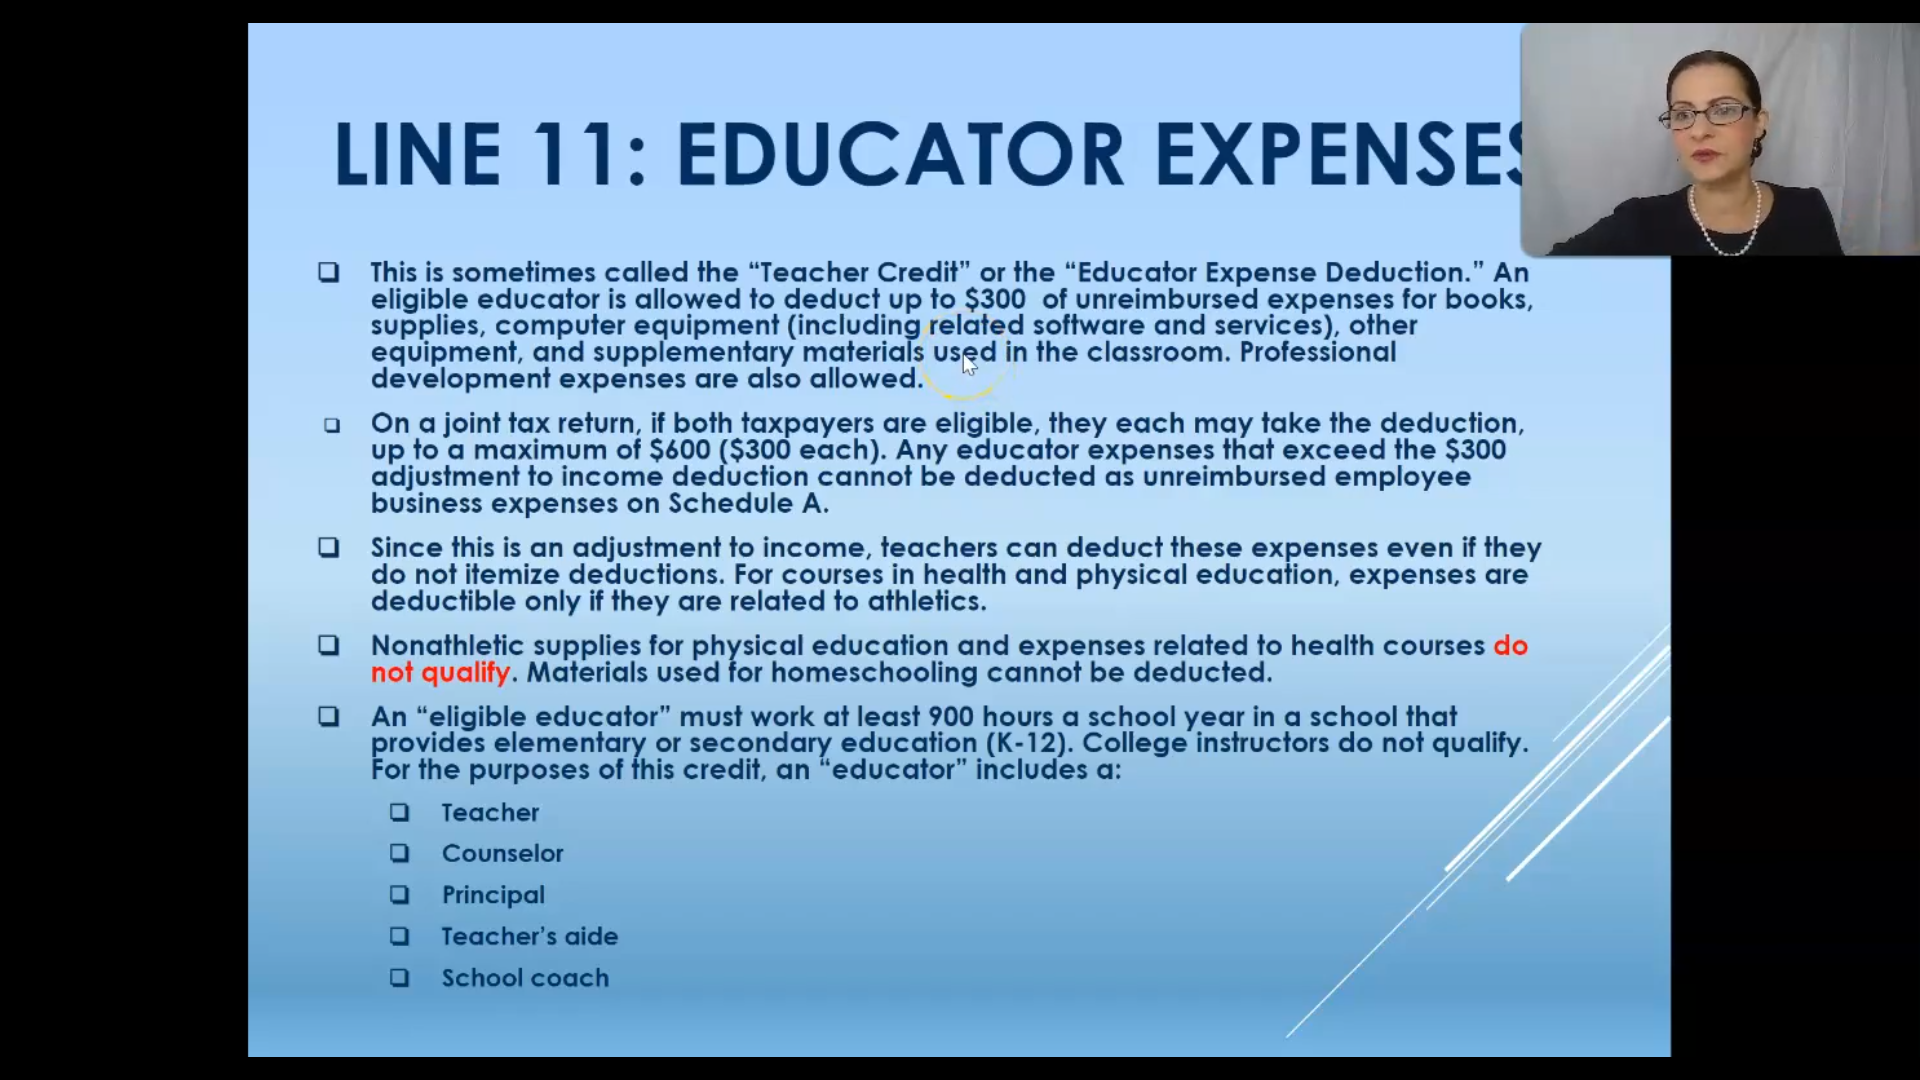 LINE 11: EDUCATOR EXPENSES
This is sometimes called the “Teacher Credit” or the “Educator Expense Deduction.” An
eligible educator is allowed to deduct up to $300 of unreimbursed expenses for books,
supplies, computer equipment (including related software and services), other
equipment, and supplementary materials used in the classroom. Professional
development expenses are also allowed.
On a joint tax return, if both taxpayers are eligible, they each may take the deduction,
up to a maximum of $600 ($300 each). Any educator expenses that exceed the $300
adjustment to income deduction cannot be deducted as unreimbursed employee
business expenses on Schedule A.
Since this is an adjustment to income, teachers can deduct these expenses even if they
do not itemize deductions. For courses in health and physical education, expenses are
deductible only if they are related to athletics.
Nonathletic supplies for physical education and expenses related to health courses do
not qualify. Materials used for homeschooling cannot be deducted.
An “eligible educator” must work at least 900 hours a school year in a school that
provides elementary or secondary education (K-12). College instructors do not qualify.
For the purposes of this credit, an “educator” includes a:
Teacher
Counselor
Principal
Teacher’s aide
School coach